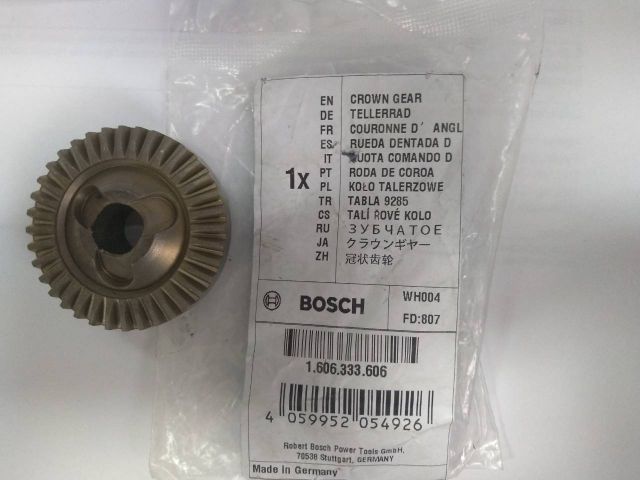 1x
EN CROWN GEAR
DE TELLERRAD
FR COURONNE D' ANGL
ES RUEDA DENTADA D
IT RUOTA COMANDO D
PT RODA DE COROA
PL KOŁO TALERZOWE
TR TABLA 9285
CS TALÍŘOVÉ KOLO
RU ЗУБЧАТОЕ
JA クラウンギヤー
ZH 冠状齿轮
BOSCH
WH004
FD:807
1.606.333.606
4 059952 054926
Robert Bosch Power Tools GmbH,
70538 Stuttgart, GERMANY
Made in Germany